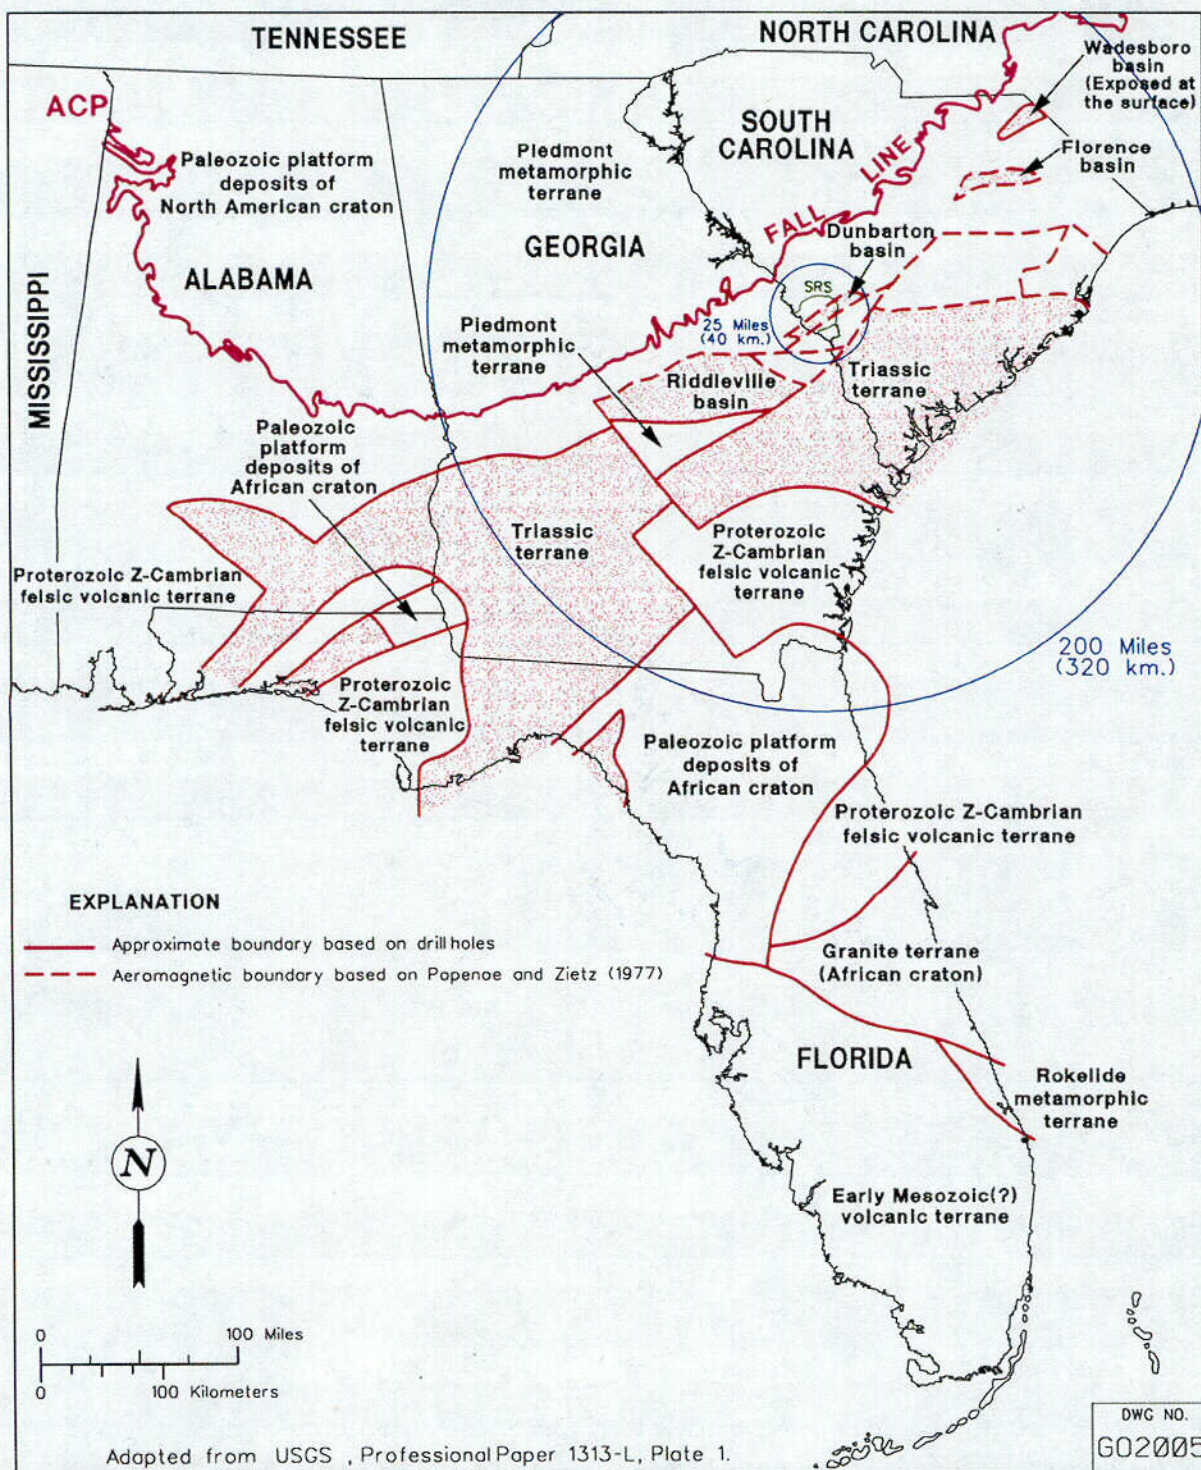 TENNESSEE
NORTH CAROLINA
Wadesboro
basin
(Exposed at
the surface)
ACP
SOUTH
CAROLINA
LINE
Florence
basin
Paleozoic platform
deposits of
North American craton
Piedmont
metamorphic
terrane
FALL
Dunbarton
basin
GEORGIA
ALABAMA
MISSISSIPPI
SRS
25 Miles
(40 km.)
Piedmont
metamorphic
terrane
Riddleville
basin
Triassic
terrane
Paleozoic
platform
deposits of
African craton
Triassic
terrane
Proterozoic
Z-Cambrian
felsic volcanic
terrane
Proterozoic Z-Cambrian
felsic volcanic terrane
200 Miles
(320 km.)
Proterozoic
Z-Cambrian
felsic volcanic
terrane
Paleozoic platform
deposits of
African craton
Proterozoic Z-Cambrian
felsic volcanic terrane
EXPLANATION
Approximate boundary based on drillholes
Aeromagnetic boundary based on Popenoe and Zietz (1977)
Granite terrane
(African craton)
FLORIDA
Rokelide
metamorphic
terrane
N
Early Mesozoic(?)
volcanic terrane
0 100 Miles
0 100 Kilometers
Adapted from USGS , Professional Paper 1313-L, Plate 1.
DWG NO.
G02005